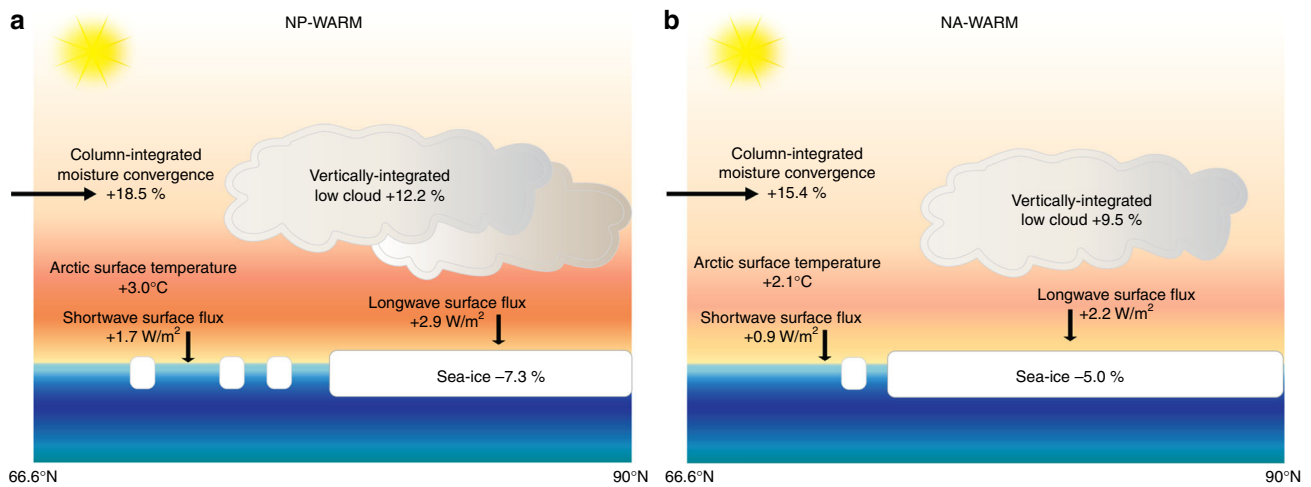 a
NP-WARM
Column-integrated
moisture convergence
+18.5 %
Vertically-integrated
low cloud +12.2 %
Arctic surface temperature
+3.0°C
Longwave surface flux
+2.9 W/m²
Shortwave surface flux
+1.7 W/m²
Sea-ice –7.3 %
66.6°N
90°N
b
NA-WARM
Column-integrated
moisture convergence
+15.4 %
Vertically-integrated
low cloud +9.5 %
Arctic surface temperature
+2.1°C
Longwave surface flux
+2.2 W/m²
Shortwave surface flux
+0.9 W/m²
Sea-ice –5.0 %
66.6°N
90°N